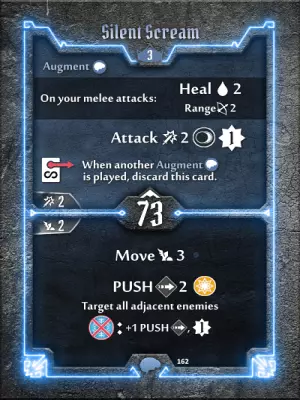 Silent Scream
3
Augment
On your melee attacks:
Heal 2
Range 2
Attack 2
1
When another Augment
is played, discard this card.
2
73
2
Move 3
PUSH 2
Target all adjacent enemies
: +1 PUSH , 1
162